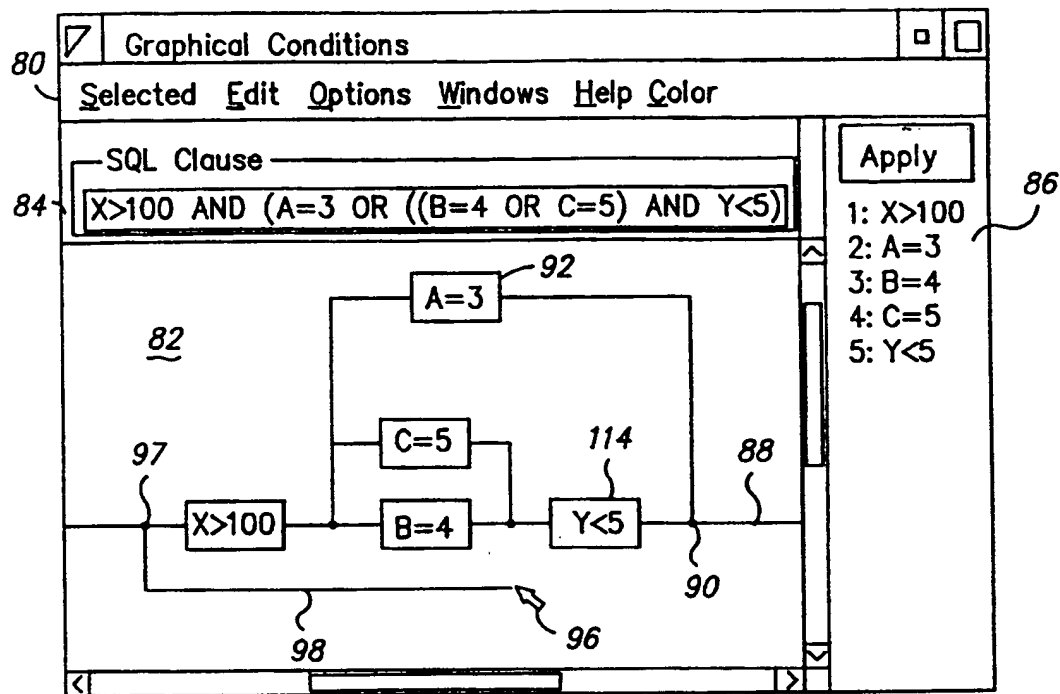 Graphical Conditions
80
Selected Edit Options Windows Help Color
SQL Clause
Apply
84
X>100 AND (A=3 OR ((B=4 OR C=5) AND Y<5)
86
1: X>100
2: A=3
3: B=4
4: C=5
5: Y<5
92
A=3
82
C=5
97
114
88
X>100
B=4
Y<5
90
98
96